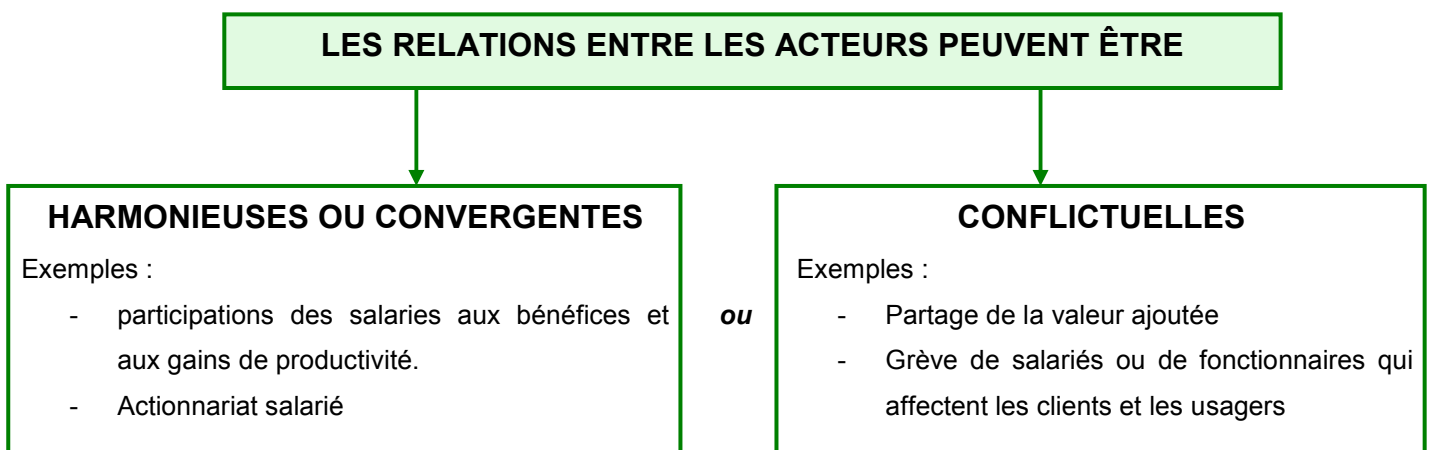 LES RELATIONS ENTRE LES ACTEURS PEUVENT ÊTRE
HARMONIEUSES OU CONVERGENTES
Exemples :
- participations des salaries aux bénéfices et
aux gains de productivité.
- Actionnariat salarié
ou
CONFLICTUELLES
Exemples :
- Partage de la valeur ajoutée
- Grève de salariés ou de fonctionnaires qui
affectent les clients et les usagers